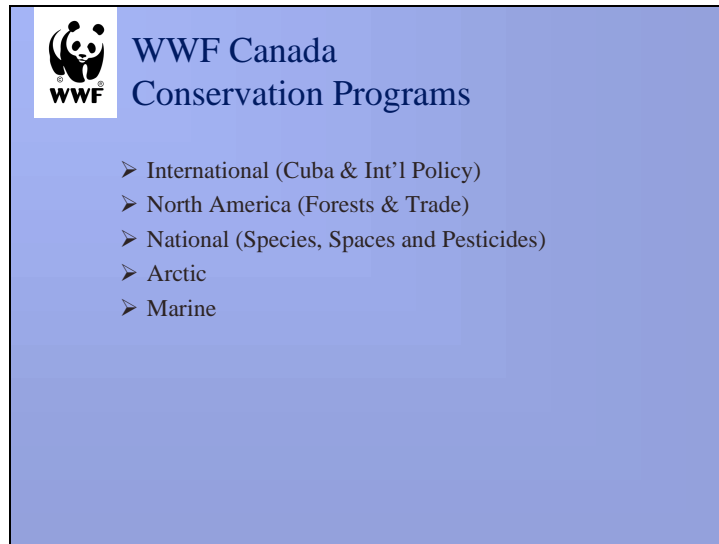 ©
®
WWF
WWF Canada
Conservation Programs
➢ International (Cuba & Int’l Policy)
➢ North America (Forests & Trade)
➢ National (Species, Spaces and Pesticides)
➢ Arctic
➢ Marine